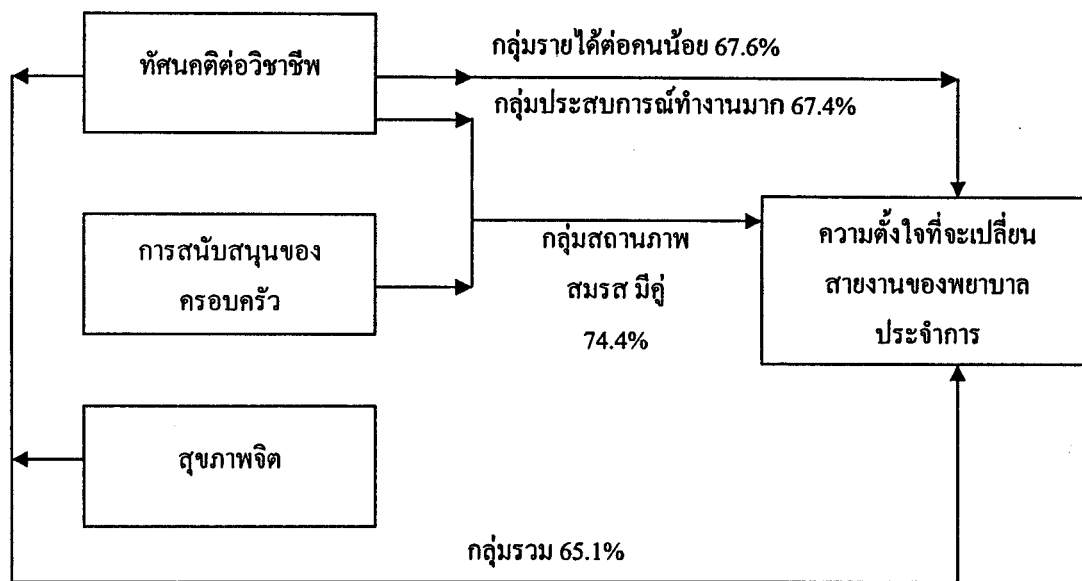 ทัศนคติต่อวิชาชีพ
กลุ่มรายได้ต่อคนน้อย 67.6%
กลุ่มประสบการณ์ทำงานมาก 67.4%
การสนับสนุนของ
ครอบครัว
กลุ่มสถานภาพ
สมรส มีคู่
74.4%
ความตั้งใจที่จะเปลี่ยน
สายงานของพยาบาล
ประจำการ
สุขภาพจิต
กลุ่มรวม 65.1%